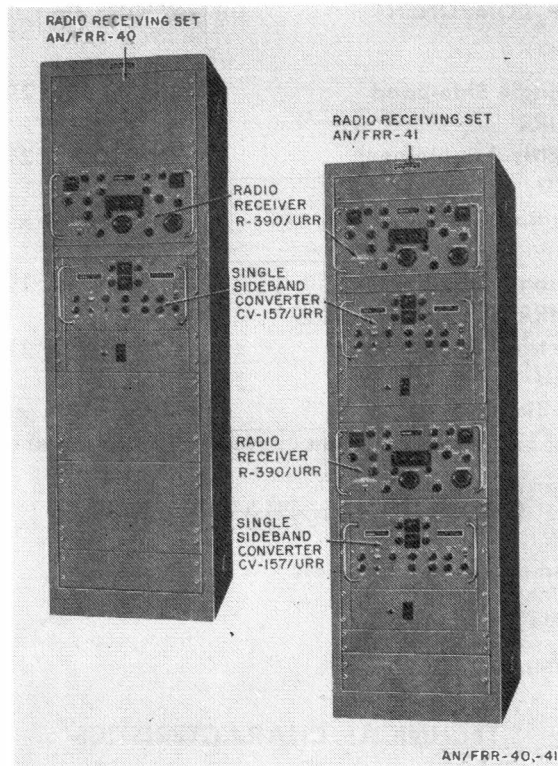 RADIO RECEIVING SET
AN/FRR-40
RADIO RECEIVING SET
AN/FRR-41
RADIO
RECEIVER
R-390/URR
SINGLE
SIDEBAND
CONVERTER
CV-157/URR
RADIO
RECEIVER
R-390/URR
SINGLE
SIDEBAND
CONVERTER
CV-157/URR
AN/FRR-40,-41